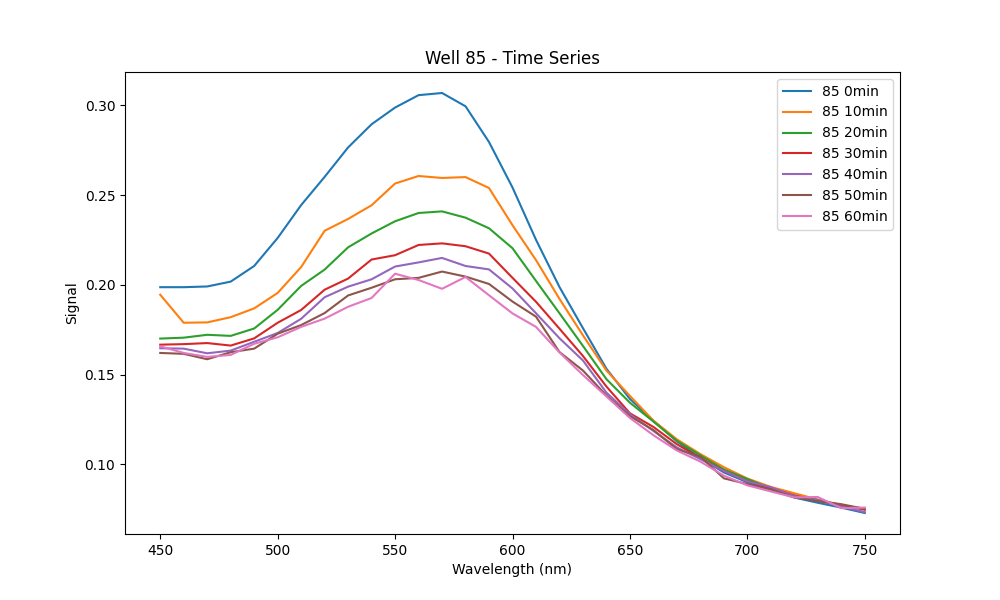 Well 85 - Time Series
85 0min
85 10min
85 20min
85 30min
85 40min
85 50min
85 60min
Signal
0.30
0.25
0.20
0.15
0.10
450 500 550 600 650 700 750
Wavelength (nm)